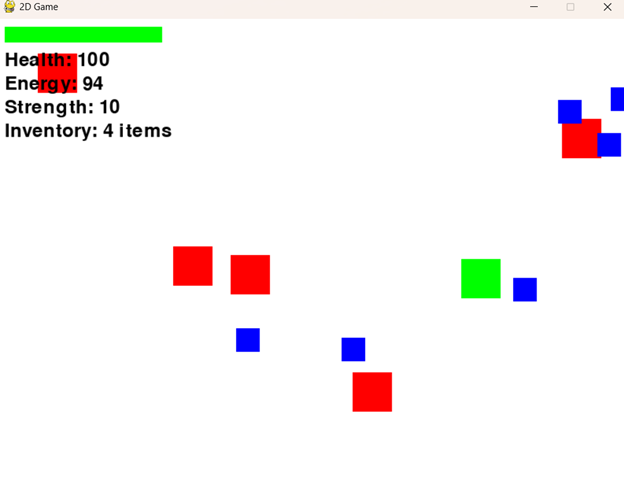 2D Game
Health: 100
Energy: 94
Strength: 10
Inventory: 4 items